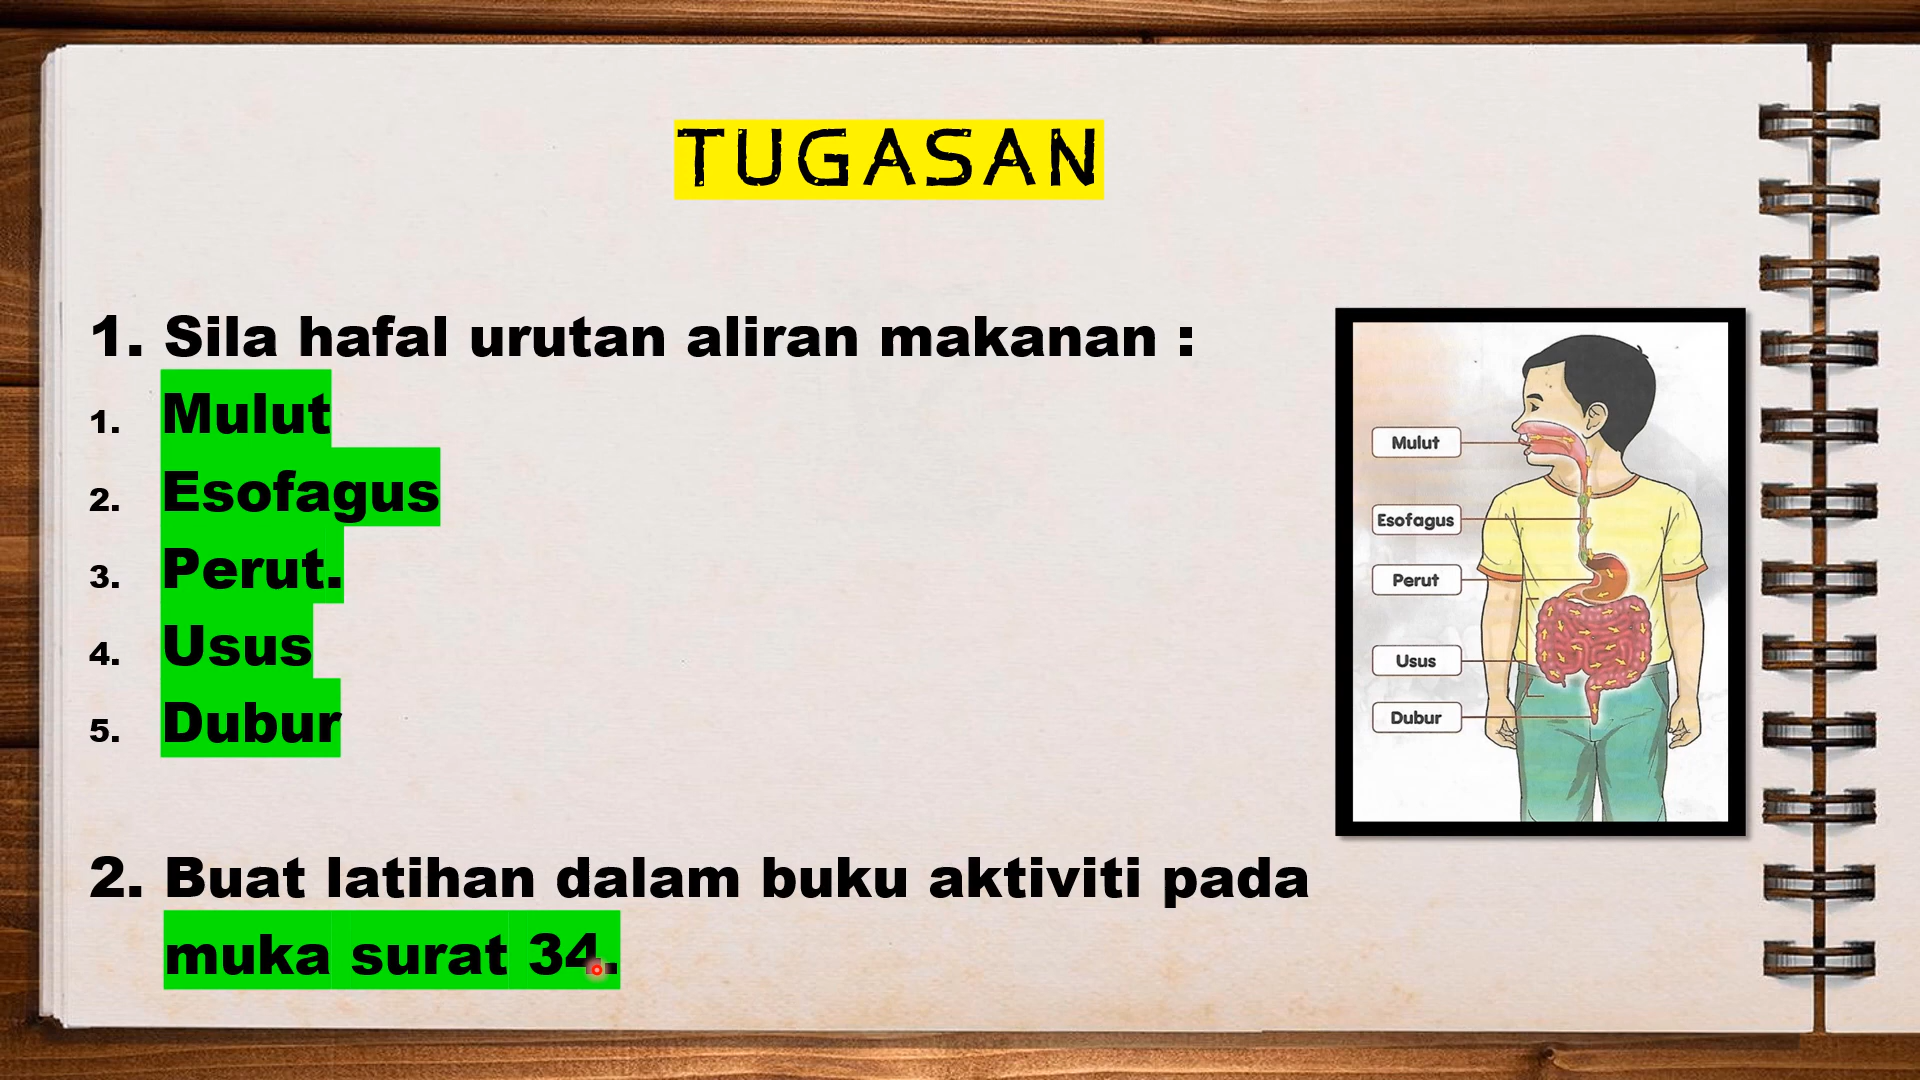 TUGASAN
1. Sila hafal urutan aliran makanan :
1. Mulut
2. Esofagus
3. Perut.
4. Usus
5. Dubur
2. Buat latihan dalam buku aktiviti pada
muka surat 34.
Mulut
Esofagus
Perut
Usus
Dubur